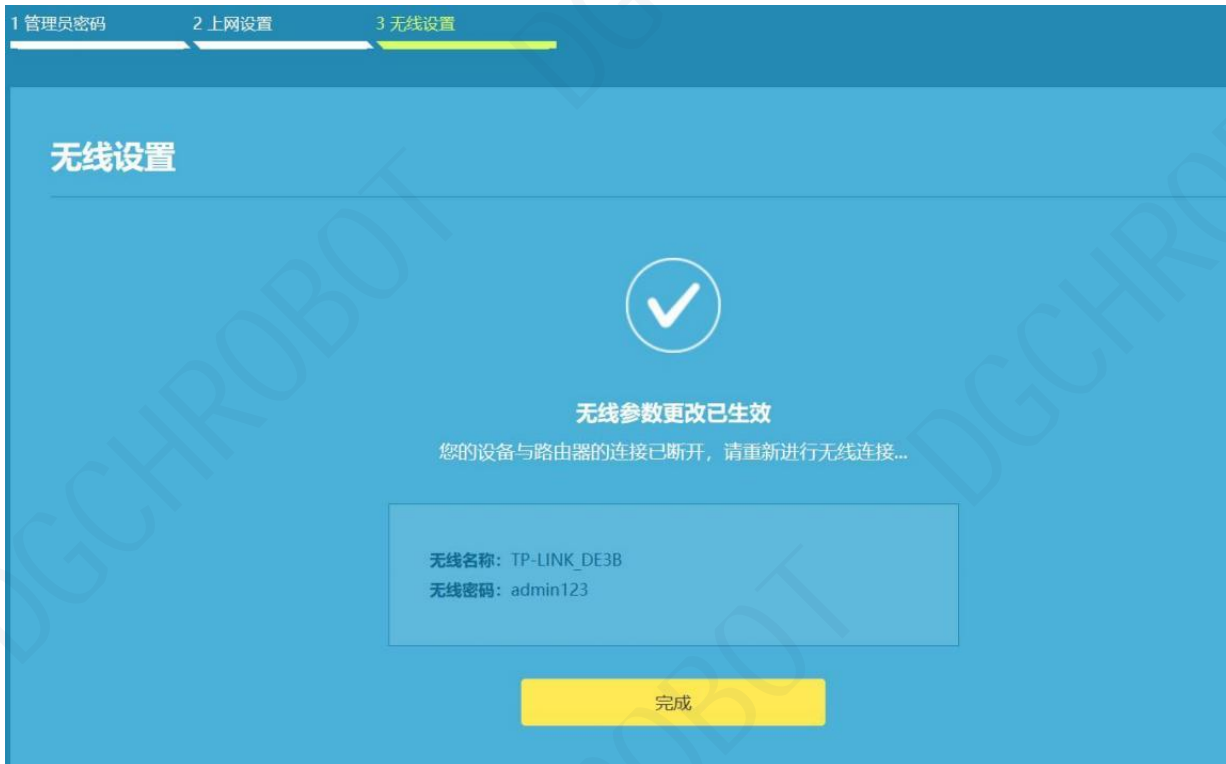 1 管理员密码 2 上网设置 3 无线设置
无线设置
无线参数更改已生效
您的设备与路由器的连接已断开，请重新进行无线连接...
无线名称：TP-LINK_DE3B
无线密码：admin123
完成
DGCHROBOT
DGCHROBOT